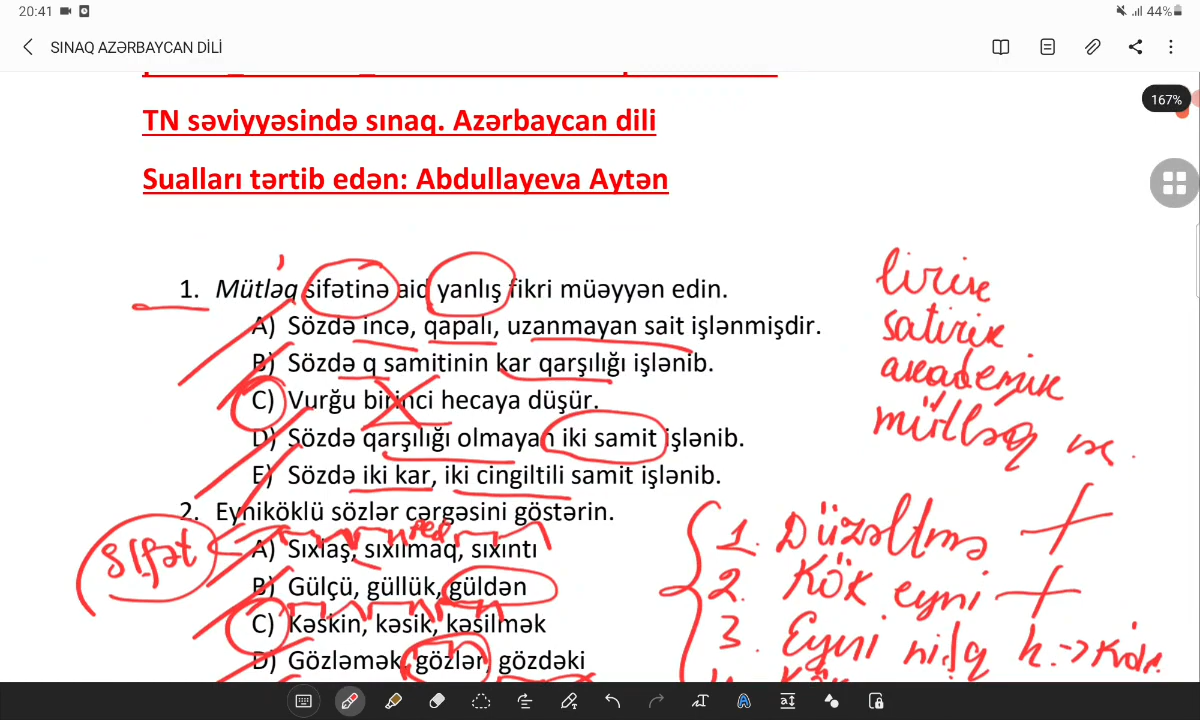 20:41
44%
SINAQ AZƏRBAYCAN DİLİ
167%
TN səviyyəsində sınaq. Azərbaycan dili
Sualları tərtib edən: Abdullayeva Aytən
1. Mütləq sifətinə aid yanlış fikri müəyyən edin.
A) Sözdə incə, qapalı, uzanmayan sait işlənmişdir.
B) Sözdə q samitinin kar qarşılığı işlənib.
C) Vurğu birinci hecaya düşür.
D) Sözdə qarşılığı olmayan iki samit işlənib.
E) Sözdə iki kar, iki cingiltili samit işlənib.
2. Eyniköklü sözlər cərgəsini göstərin.
A) Sıxlaş, sıxılmaq, sıxıntı
B) Gülçü, güllük, güldən
C) Kəskin, kəsik, kəsilmək
D) Gözləmək, gözlər, gözdəki
lirik
satirik
akademik
mütləq və.
sifət
1. Düzəltmə +
2. Kök eyni +
3. Eyni nitq h. ->